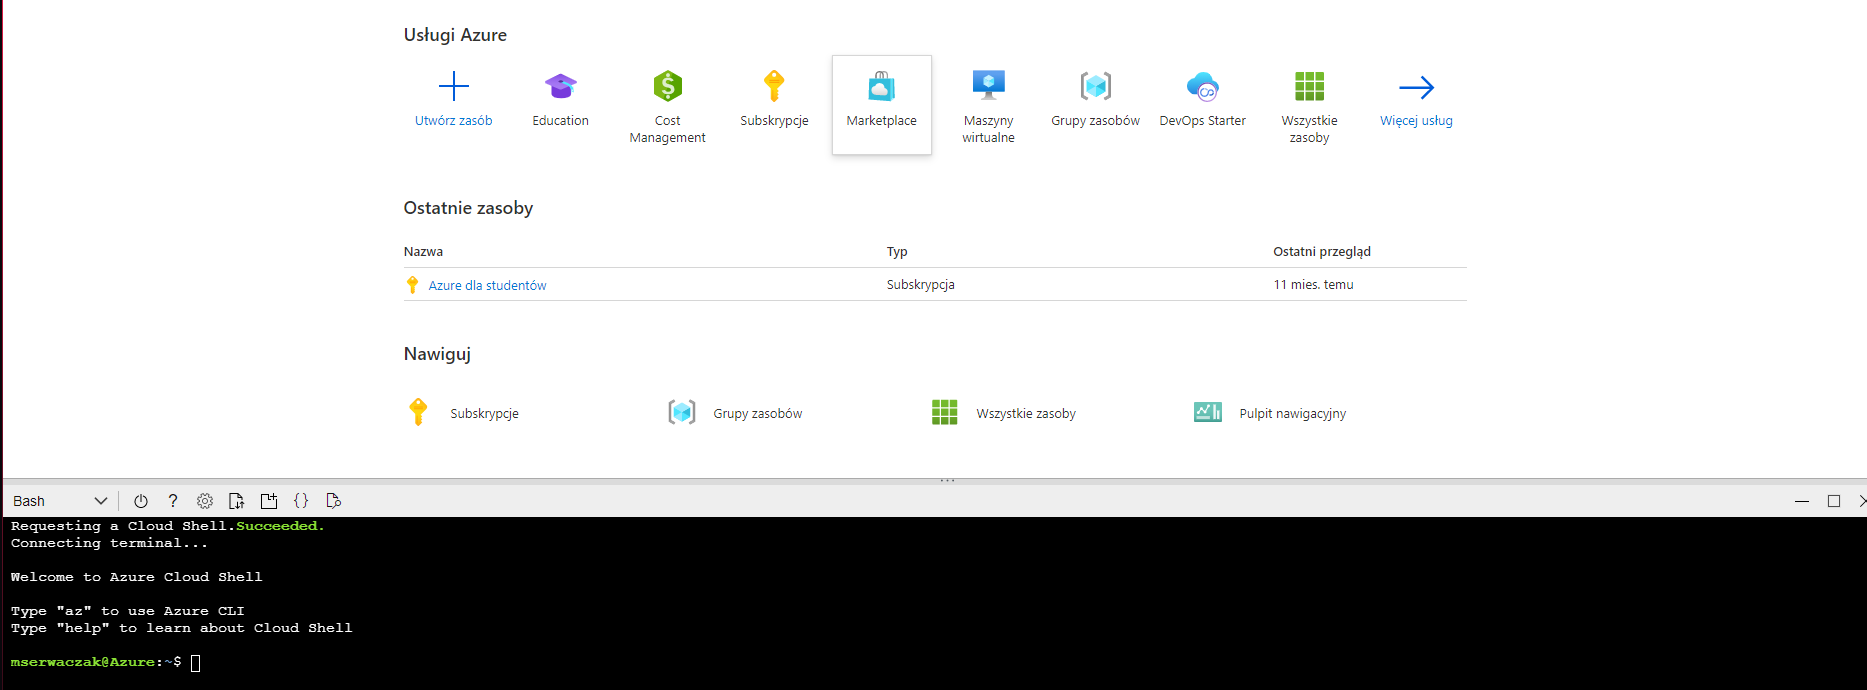 Usługi Azure
Utwórz zasób
Education
Cost
Management
Subskrypcje
Marketplace
Maszyny
wirtualne
Grupy zasobów
DevOps Starter
Wszystkie
zasoby
Więcej usług
Ostatnie zasoby
Nazwa Typ Ostatni przegląd
Azure dla studentów Subskrypcja 11 mies. temu
Nawiguj
Subskrypcje Grupy zasobów Wszystkie zasoby Pulpit nawigacyjny
Bash
Requesting a Cloud Shell.Succeeded.
Connecting terminal...
Welcome to Azure Cloud Shell
Type "az" to use Azure CLI
Type "help" to learn about Cloud Shell
mserwaczak@Azure:~$